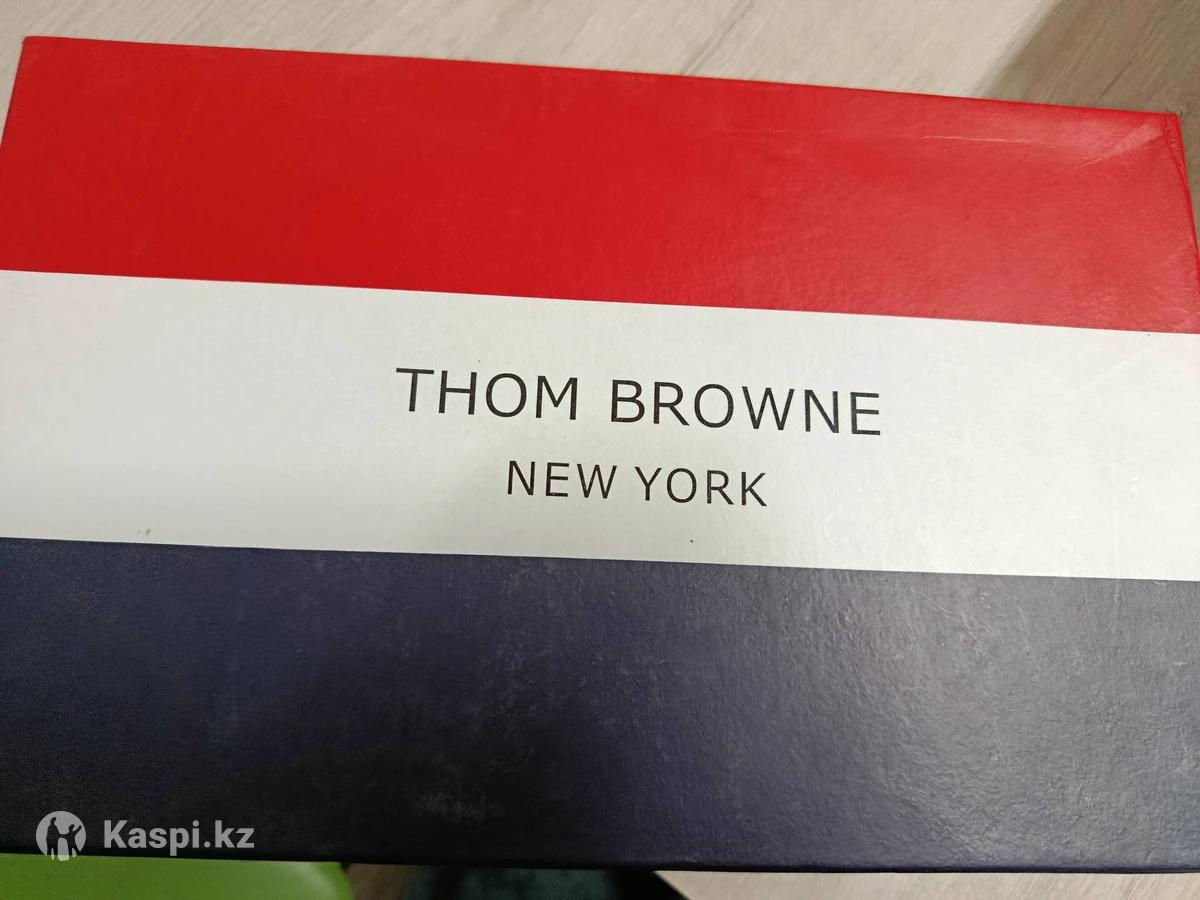 THOM BROWNE
NEW YORK
Kaspi.kz